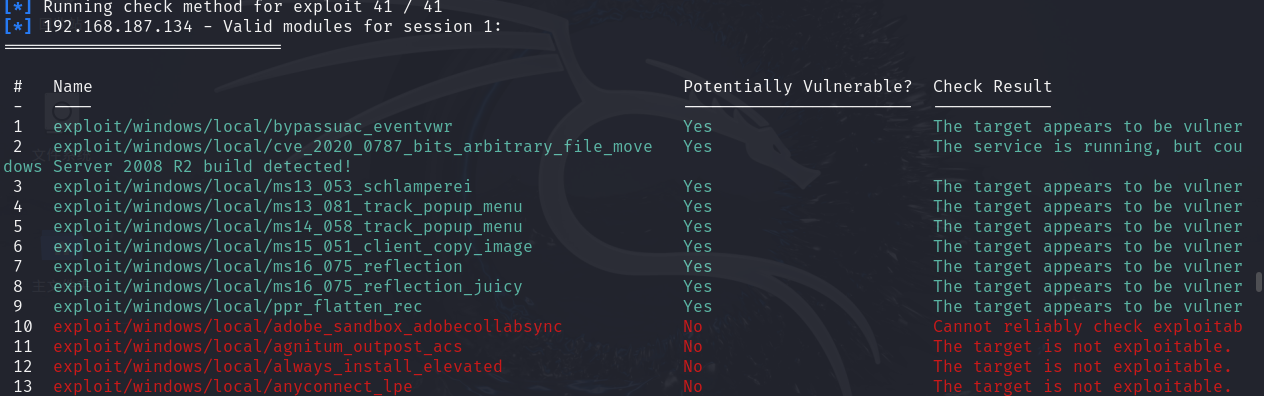 [*] Running check method for exploit 41 / 41
[*] 192.168.187.134 - Valid modules for session 1:
============================
# Name Potentially Vulnerable? Check Result
- ---- ----------------------- ------------
1 exploit/windows/local/bypassuac_eventvwr Yes The target appears to be vulner
2 exploit/windows/local/cve_2020_0787_bits_arbitrary_file_move Yes The service is running, but cou
dows Server 2008 R2 build detected!
3 exploit/windows/local/ms13_053_schlamperei Yes The target appears to be vulner
4 exploit/windows/local/ms13_081_track_popup_menu Yes The target appears to be vulner
5 exploit/windows/local/ms14_058_track_popup_menu Yes The target appears to be vulner
6 exploit/windows/local/ms15_051_client_copy_image Yes The target appears to be vulner
7 exploit/windows/local/ms16_075_reflection Yes The target appears to be vulner
8 exploit/windows/local/ms16_075_reflection_juicy Yes The target appears to be vulner
9 exploit/windows/local/ppr_flatten_rec Yes The target appears to be vulner
10 exploit/windows/local/adobe_sandbox_adobecollabsync No Cannot reliably check exploitab
11 exploit/windows/local/agnitum_outpost_acs No The target is not exploitable.
12 exploit/windows/local/always_install_elevated No The target is not exploitable.
13 exploit/windows/local/anyconnect_lpe No The target is not exploitable.